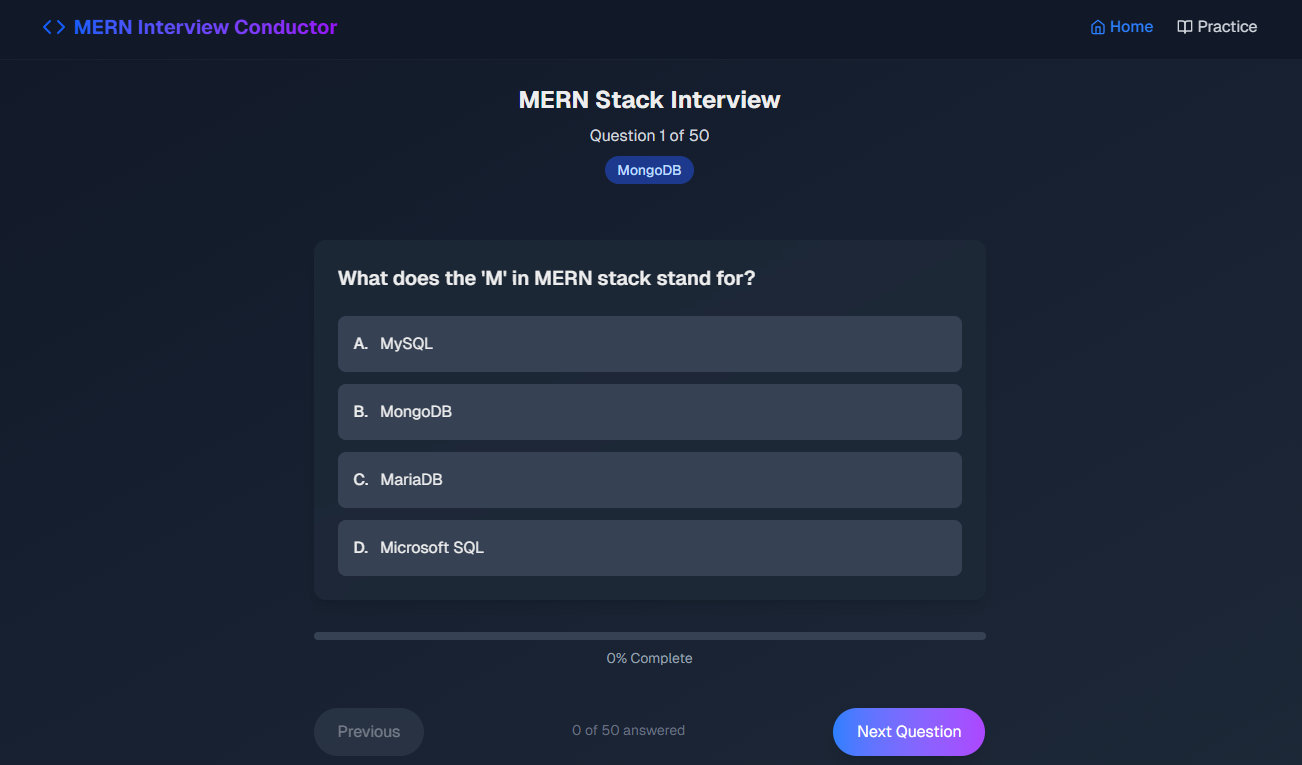 MERN Interview Conductor
Home
Practice
MERN Stack Interview
Question 1 of 50
MongoDB
What does the 'M' in MERN stack stand for?
A. MySQL
B. MongoDB
C. MariaDB
D. Microsoft SQL
0% Complete
Previous
0 of 50 answered
Next Question